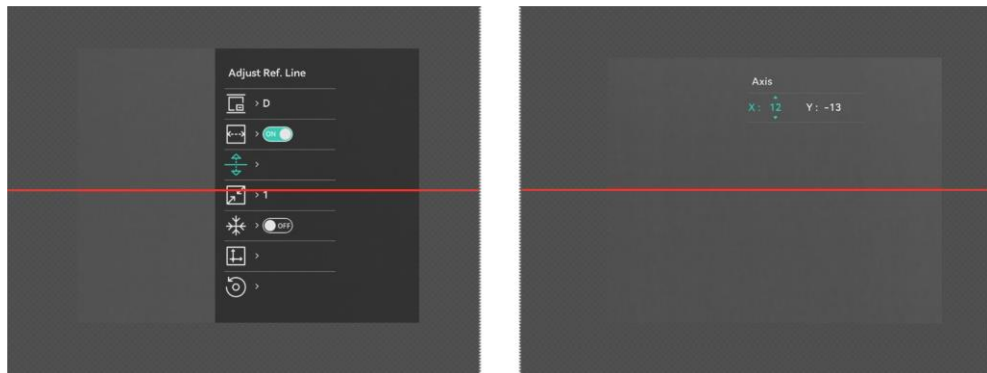 Adjust Ref. Line
> D
> ON
>
> 1
> OFF
>
>
Axis
X: 12 Y: -13